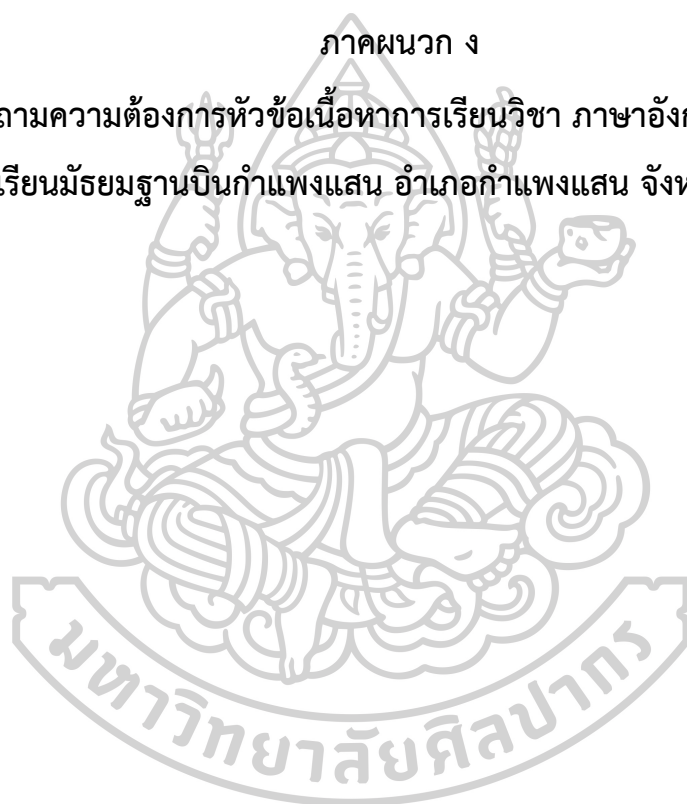 ภาคผนวก ง
ถามความต้องการหัวข้อเนื้อหาการเรียนวิชา ภาษาอัง
เรียนมัธยมฐานบินกำแพงแสน อำเภอกำแพงแสน จังห
มหาวิทยาลัยศิลปากร